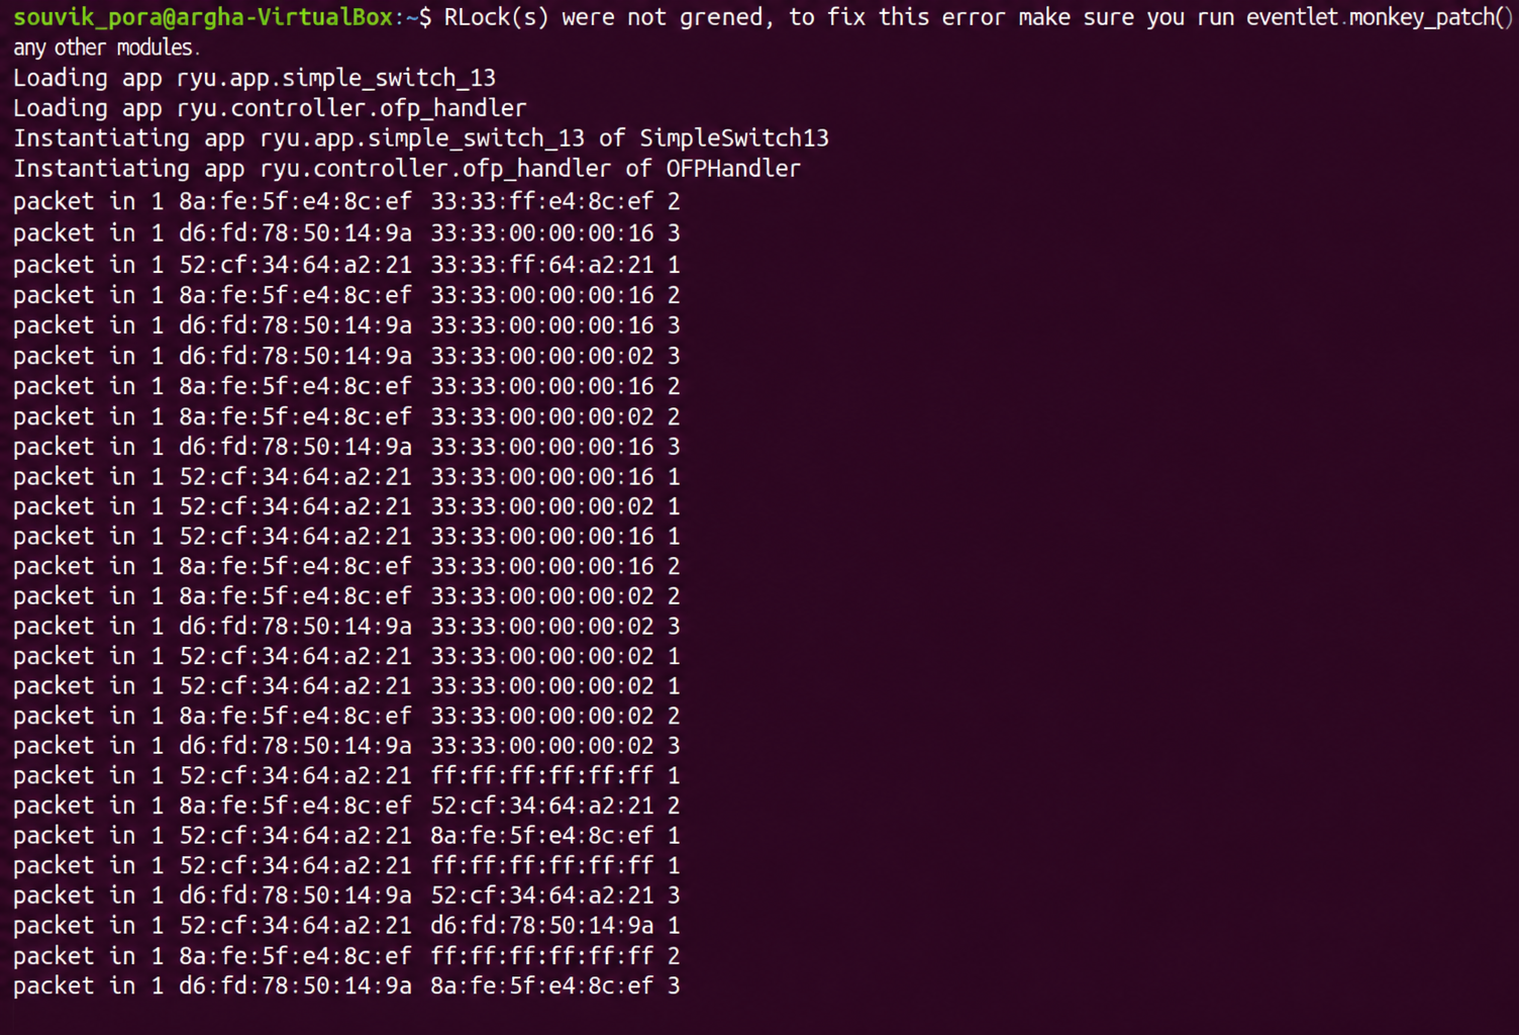 souvik_pora@argha-VirtualBox:~$ RLock(s) were not grened, to fix this error make sure you run eventlet.monkey_patch()
any other modules.
Loading app ryu.app.simple_switch_13
Loading app ryu.controller.ofp_handler
Instantiating app ryu.app.simple_switch_13 of SimpleSwitch13
Instantiating app ryu.controller.ofp_handler of OFPHandler
packet in 1 8a:fe:5f:e4:8c:ef 33:33:ff:e4:8c:ef 2
packet in 1 d6:fd:78:50:14:9a 33:33:00:00:00:16 3
packet in 1 52:cf:34:64:a2:21 33:33:ff:64:a2:21 1
packet in 1 8a:fe:5f:e4:8c:ef 33:33:00:00:00:16 2
packet in 1 d6:fd:78:50:14:9a 33:33:00:00:00:16 3
packet in 1 d6:fd:78:50:14:9a 33:33:00:00:00:02 3
packet in 1 8a:fe:5f:e4:8c:ef 33:33:00:00:00:16 2
packet in 1 8a:fe:5f:e4:8c:ef 33:33:00:00:00:02 2
packet in 1 d6:fd:78:50:14:9a 33:33:00:00:00:16 3
packet in 1 52:cf:34:64:a2:21 33:33:00:00:00:16 1
packet in 1 52:cf:34:64:a2:21 33:33:00:00:00:02 1
packet in 1 52:cf:34:64:a2:21 33:33:00:00:00:16 1
packet in 1 8a:fe:5f:e4:8c:ef 33:33:00:00:00:16 2
packet in 1 8a:fe:5f:e4:8c:ef 33:33:00:00:00:02 2
packet in 1 d6:fd:78:50:14:9a 33:33:00:00:00:02 3
packet in 1 52:cf:34:64:a2:21 33:33:00:00:00:02 1
packet in 1 52:cf:34:64:a2:21 33:33:00:00:00:02 1
packet in 1 8a:fe:5f:e4:8c:ef 33:33:00:00:00:02 2
packet in 1 d6:fd:78:50:14:9a 33:33:00:00:00:02 3
packet in 1 52:cf:34:64:a2:21 ff:ff:ff:ff:ff:ff 1
packet in 1 8a:fe:5f:e4:8c:ef 52:cf:34:64:a2:21 2
packet in 1 52:cf:34:64:a2:21 8a:fe:5f:e4:8c:ef 1
packet in 1 52:cf:34:64:a2:21 ff:ff:ff:ff:ff:ff 1
packet in 1 d6:fd:78:50:14:9a 52:cf:34:64:a2:21 3
packet in 1 52:cf:34:64:a2:21 d6:fd:78:50:14:9a 1
packet in 1 8a:fe:5f:e4:8c:ef ff:ff:ff:ff:ff:ff 2
packet in 1 d6:fd:78:50:14:9a 8a:fe:5f:e4:8c:ef 3